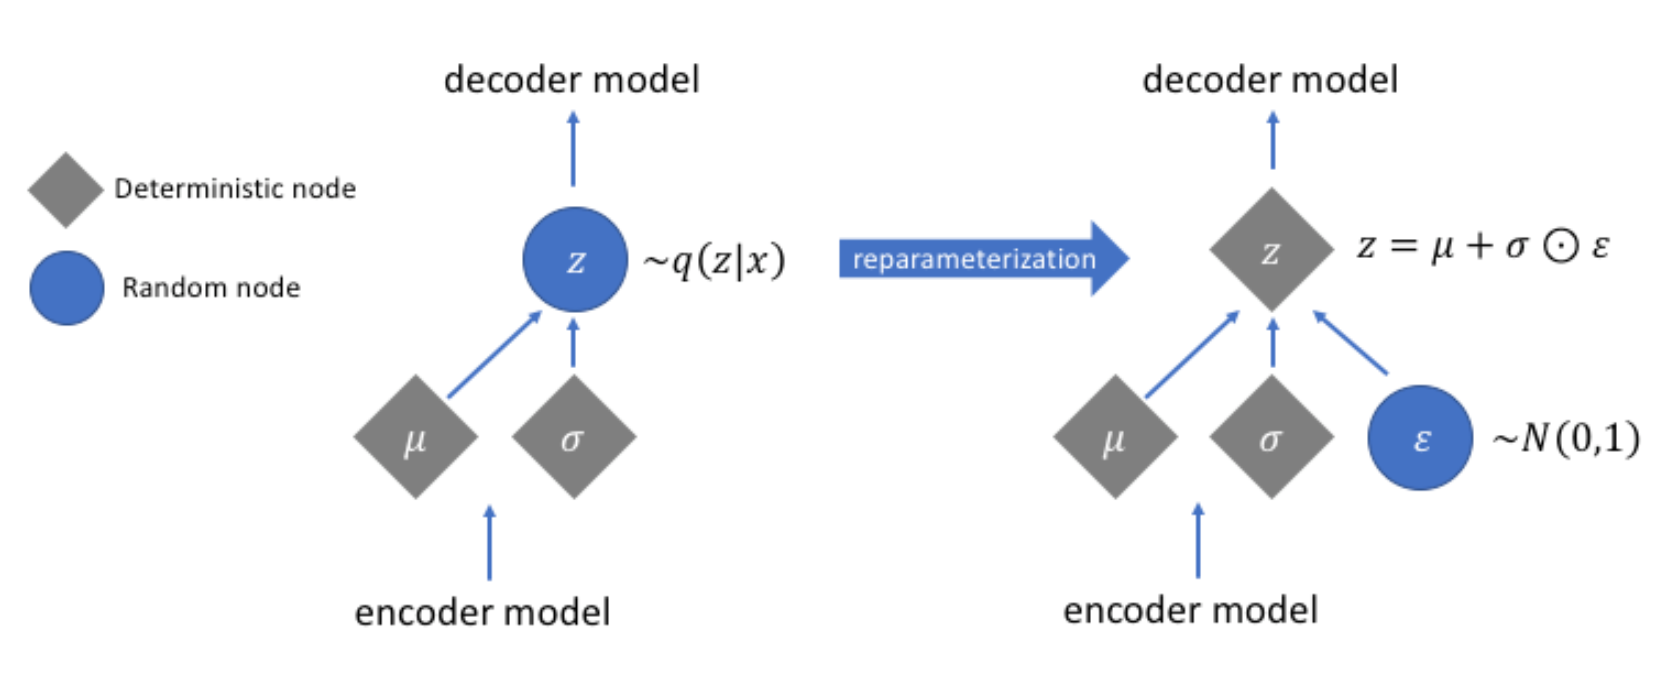 decoder model
decoder model
Deterministic node
Random node
z
~q(z|x)
reparameterization
z
z = μ + σ ⊙ ε
μ
σ
μ
σ
ε
~N(0,1)
encoder model
encoder model